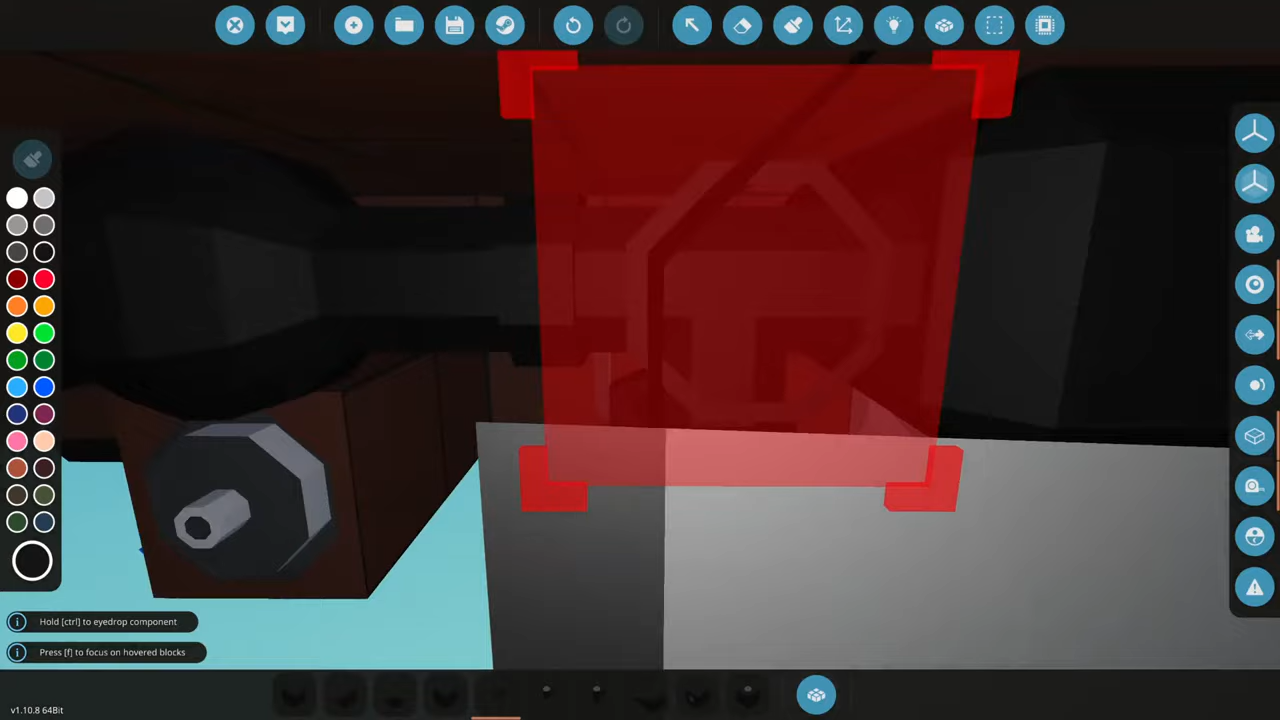 Hold [ctrl] to eyedrop component
Press [f] to focus on hovered blocks
v1.10.8 64Bit